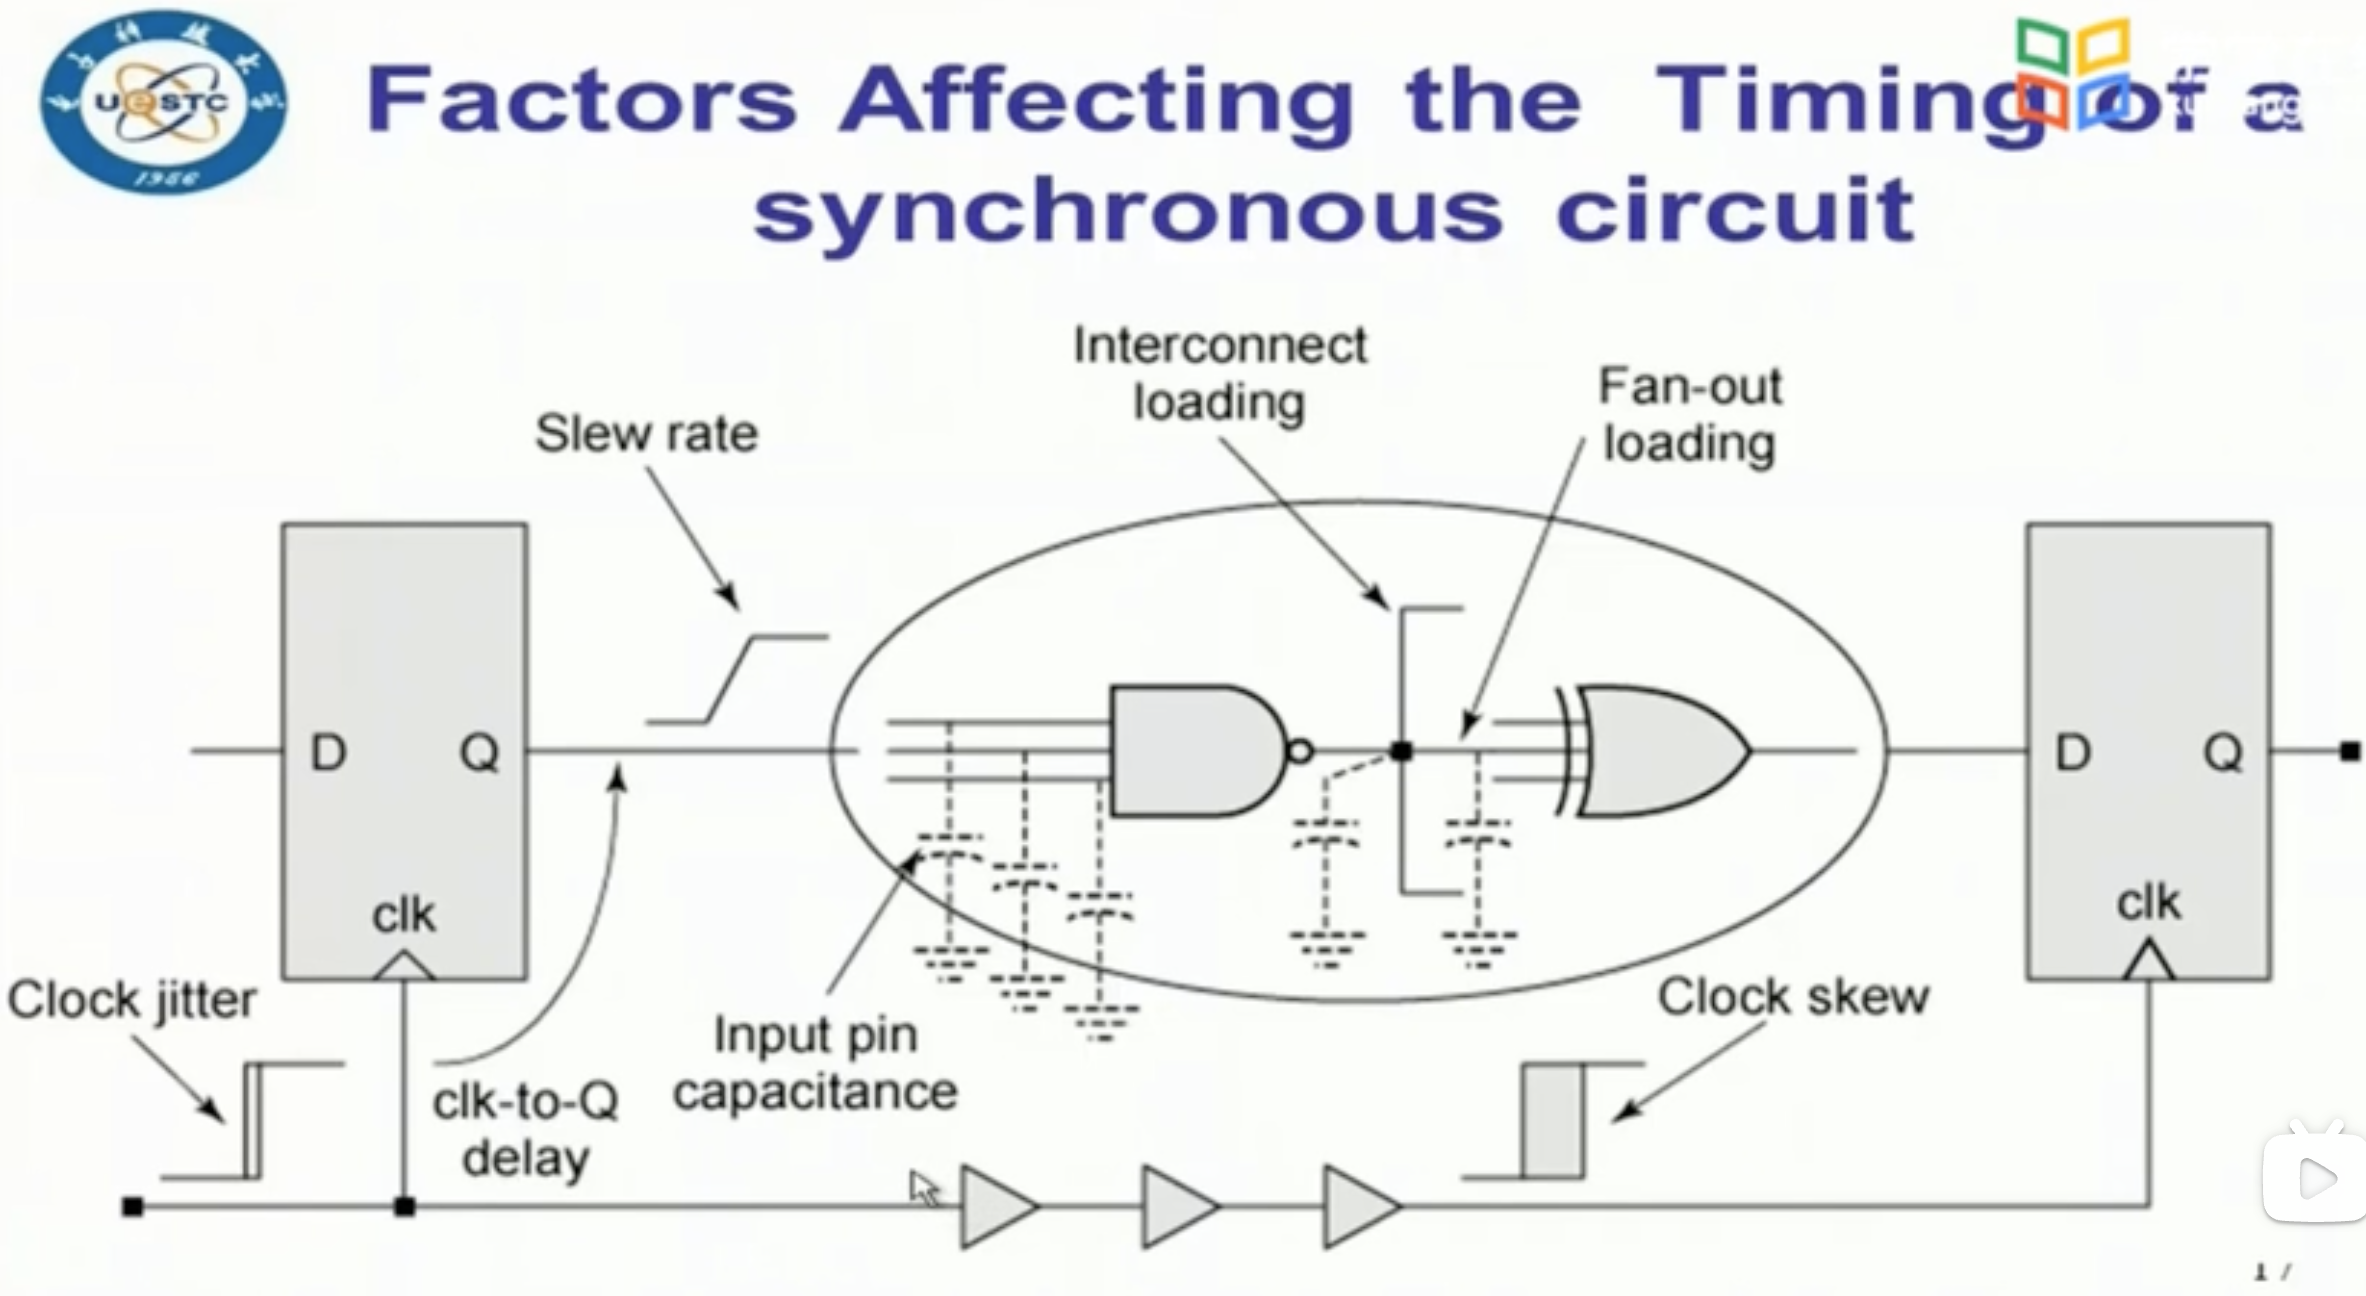 UESTC
1956
Factors Affecting the Timing of a
synchronous circuit
Interconnect
loading
Fan-out
loading
Slew rate
D
Q
clk
D
Q
clk
Clock jitter
clk-to-Q
delay
Input pin
capacitance
Clock skew
17